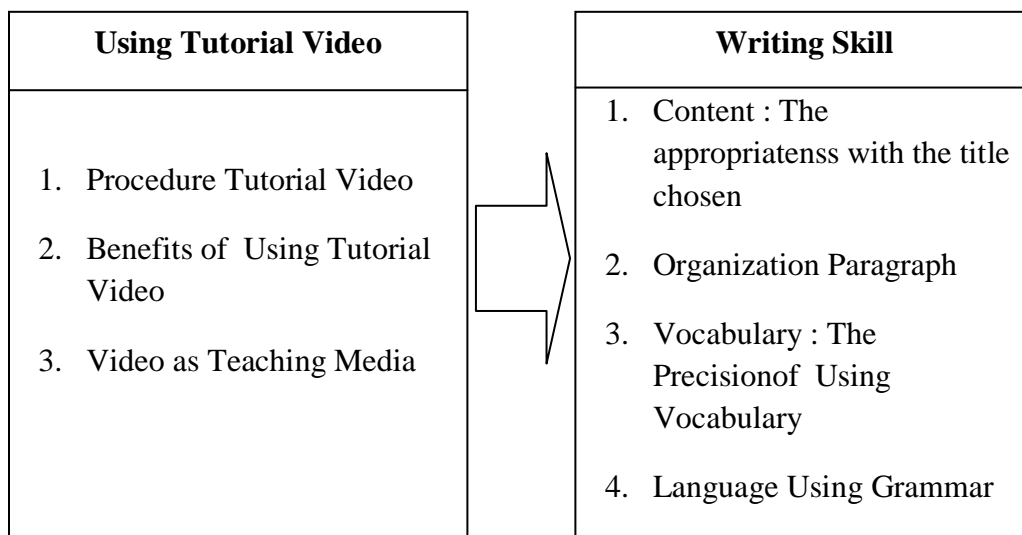 Using Tutorial Video
1. Procedure Tutorial Video
2. Benefits of Using Tutorial
Video
3. Video as Teaching Media
Writing Skill
1. Content : The
appropriatenss with the title
chosen
2. Organization Paragraph
3. Vocabulary : The
Precisionof Using
Vocabulary
4. Language Using Grammar